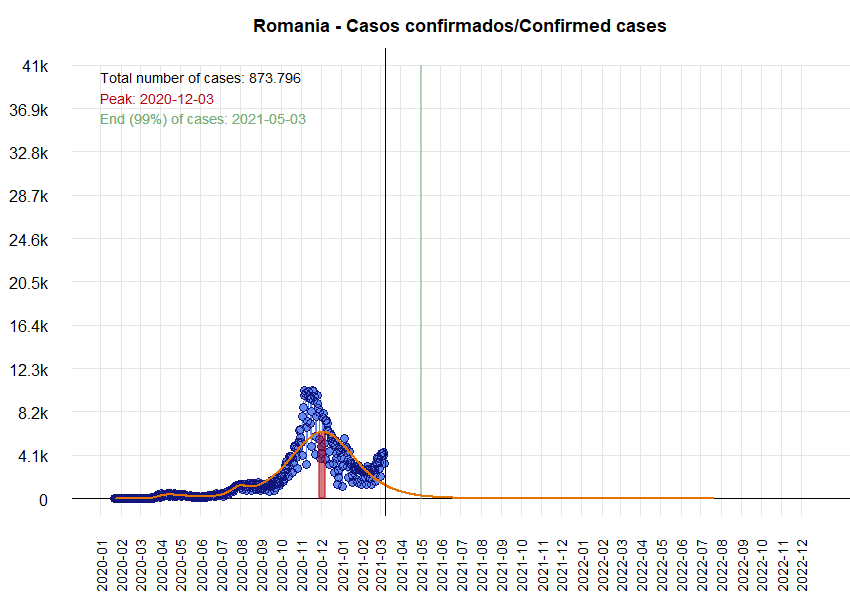 Romania - Casos confirmados/Confirmed cases
41k
Total number of cases: 873.796
Peak: 2020-12-03
36.9k
End (99%) of cases: 2021-05-03
32.8k
28.7k
24.6k
20.5k
16.4k
12.3k
8.2k
4.1k
0
2020-01
2020-02
2020-03
2020-04
2020-05
2020-06
2020-07
2020-08
2020-09
2020-10
2020-11
2020-12
2021-01
2021-02
2021-03
2021-04
2021-05
2021-06
2021-07
2021-08
2021-09
2021-10
2021-11
2021-12
2022-01
2022-02
2022-03
2022-04
2022-05
2022-06
2022-07
2022-08
2022-09
2022-10
2022-11
2022-12